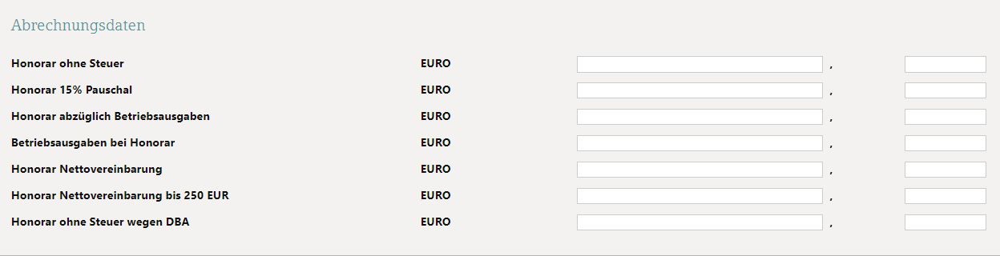 Abrechnungsdaten
Honorar ohne Steuer EURO ,
Honorar 15% Pauschal EURO ,
Honorar abzüglich Betriebsausgaben EURO ,
Betriebsausgaben bei Honorar EURO ,
Honorar Nettovereinbarung EURO ,
Honorar Nettovereinbarung bis 250 EUR EURO ,
Honorar ohne Steuer wegen DBA EURO ,